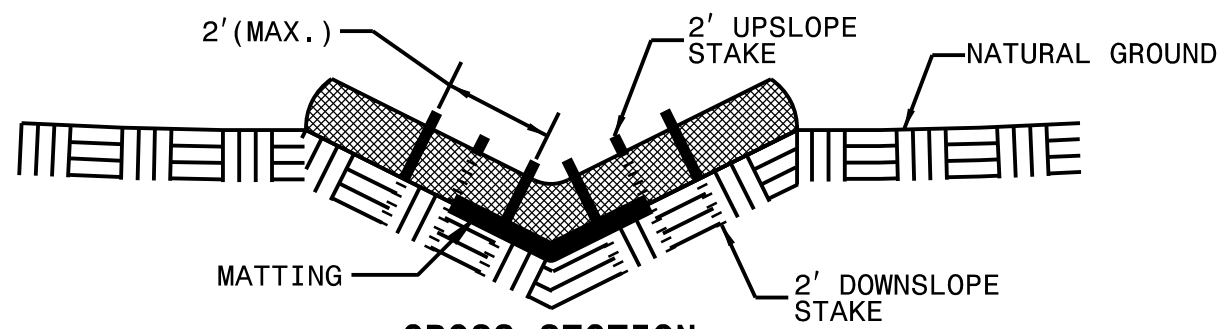 2'(MAX.)
2' UPSLOPE
STAKE
NATURAL GROUND
MATTING
2' DOWNSLOPE
STAKE
CROSS SECTION